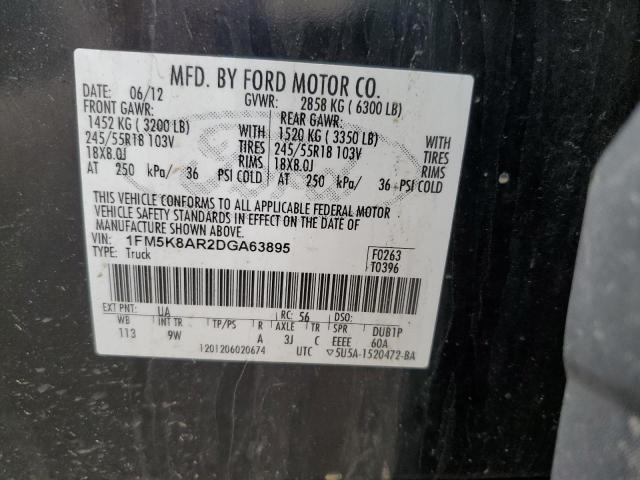 MFD. BY FORD MOTOR CO.
DATE: 06/12 GVWR: 2858 KG ( 6300 LB)
FRONT GAWR: REAR GAWR:
1452 KG ( 3200 LB) WITH 1520 KG ( 3350 LB) WITH
245/55R18 103V TIRES 245/55R18 103V TIRES
18X8.0J RIMS 18X8.0J RIMS
AT 250 kPa/ 36 PSI COLD AT 250 kPa/ 36 PSI COLD
THIS VEHICLE CONFORMS TO ALL APPLICABLE FEDERAL MOTOR
VEHICLE SAFETY STANDARDS IN EFFECT ON THE DATE OF
MANUFACTURE SHOWN ABOVE.
VIN: 1FM5K8AR2DGA63895 F0263
TYPE: Truck T0396
EXT PNT: UA RC: 56 DSO:
WB INT TR TP/PS R AXLE TR SPR DUB1P
113 9W A 3J C EEEE 60A
1201206020674 UTC 5U5A-1520472-BA